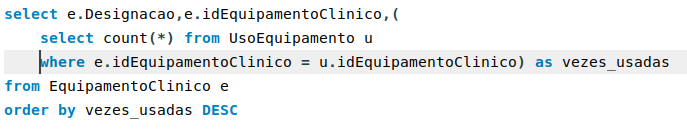 select e.Designacao,e.idEquipamentoClinico,(
select count(*) from UsoEquipamento u
where e.idEquipamentoClinico = u.idEquipamentoClinico) as vezes_usadas
from EquipamentoClinico e
order by vezes_usadas DESC